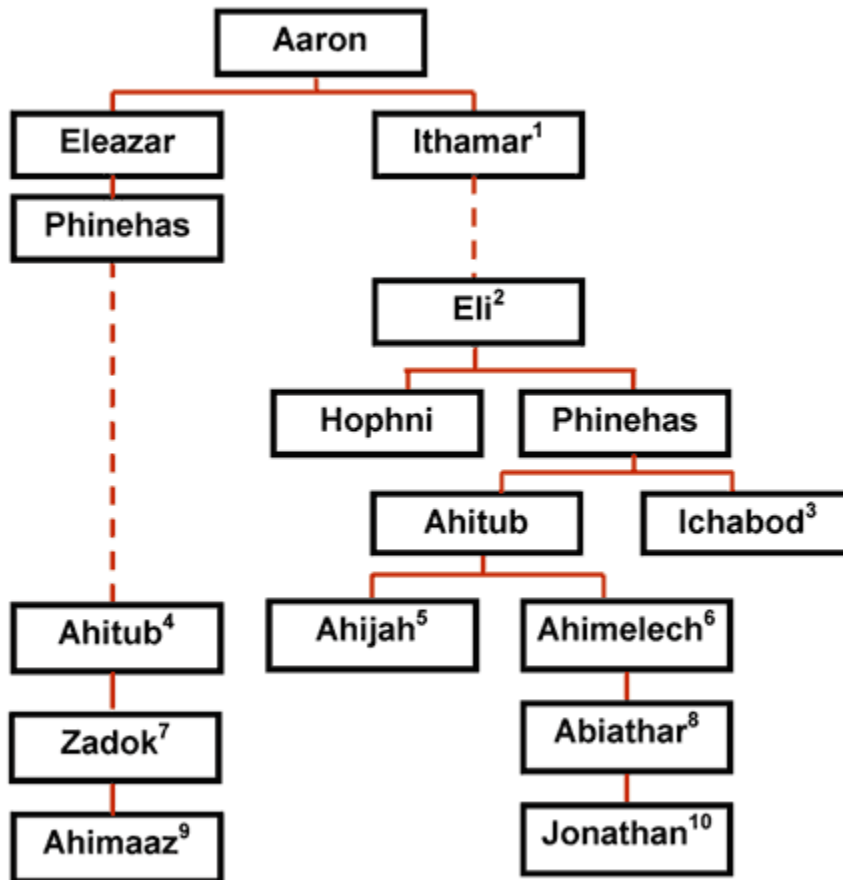 Aaron
Eleazar
Ithamar¹
Phinehas
Eli²
Hophni
Phinehas
Ahitub
Ichabod³
Ahitub⁴
Ahijah⁵
Ahimelech⁶
Zadok⁷
Abiathar⁸
Ahimaaz⁹
Jonathan¹⁰